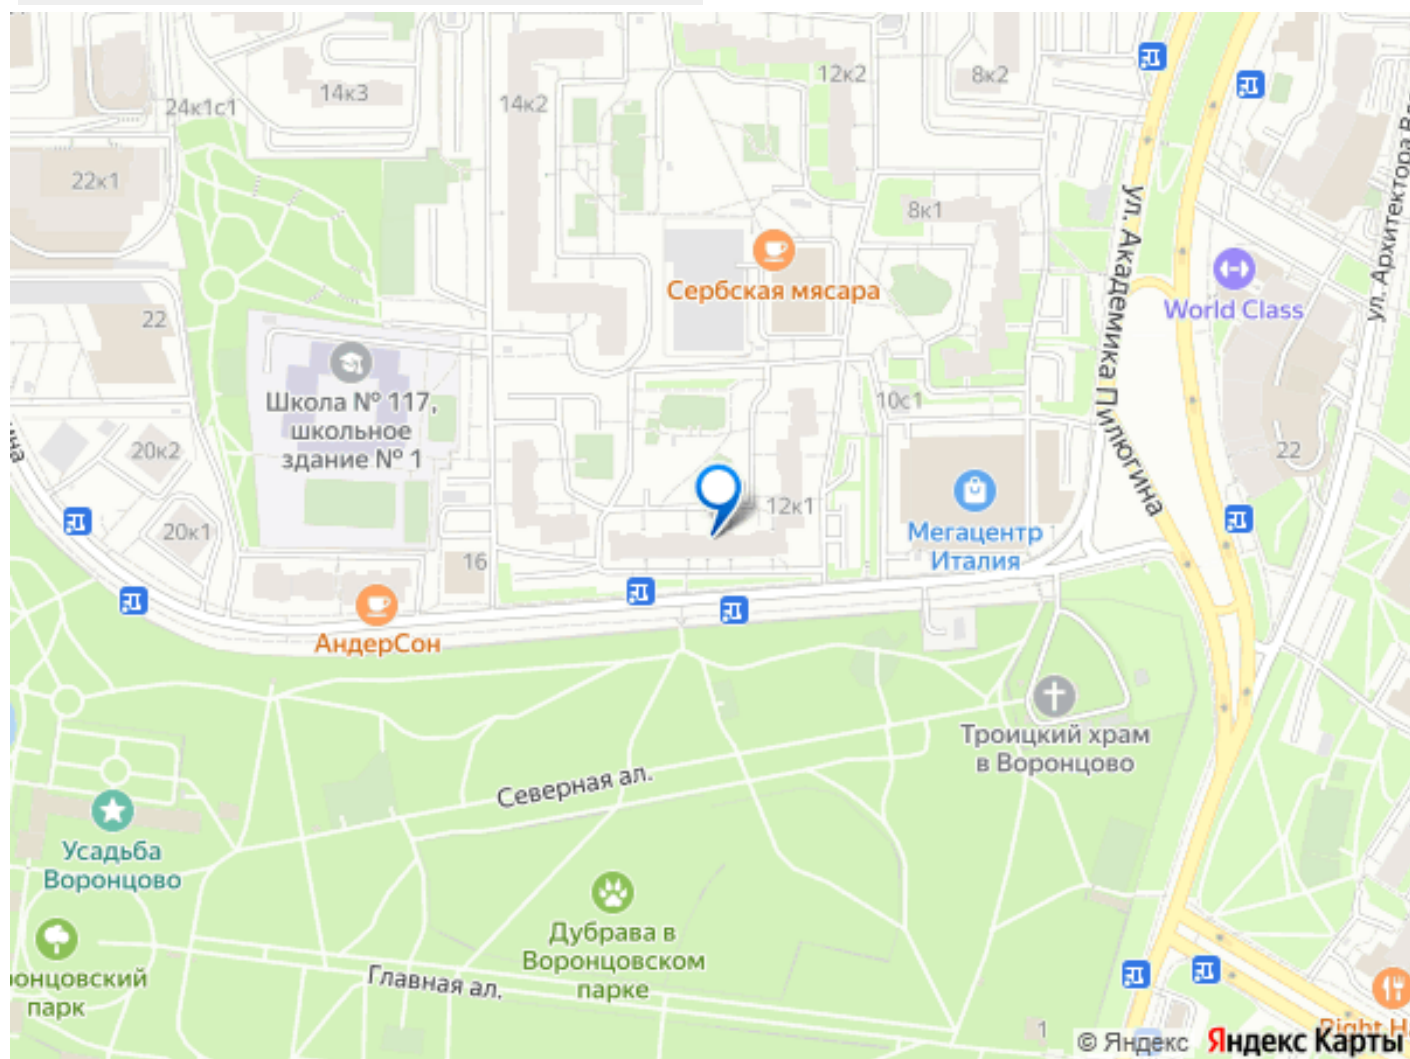 12к2
8к2
14к3
14к2
24к1с1
22к1
8к1
ул. Академика Пилюгина
ул. Архитектора
Сербская мясара
World Class
22
Школа № 117,
школьное
здание № 1
10с1
20к2
22
12к1
20к1
Мегацентр
Италия
16
АндерСон
Троицкий храм
в Воронцово
Северная ал.
Усадьба
Воронцово
Дубрава в
Воронцовском
парке
Главная ал.
парк
1
© Яндекс Яндекс Карты